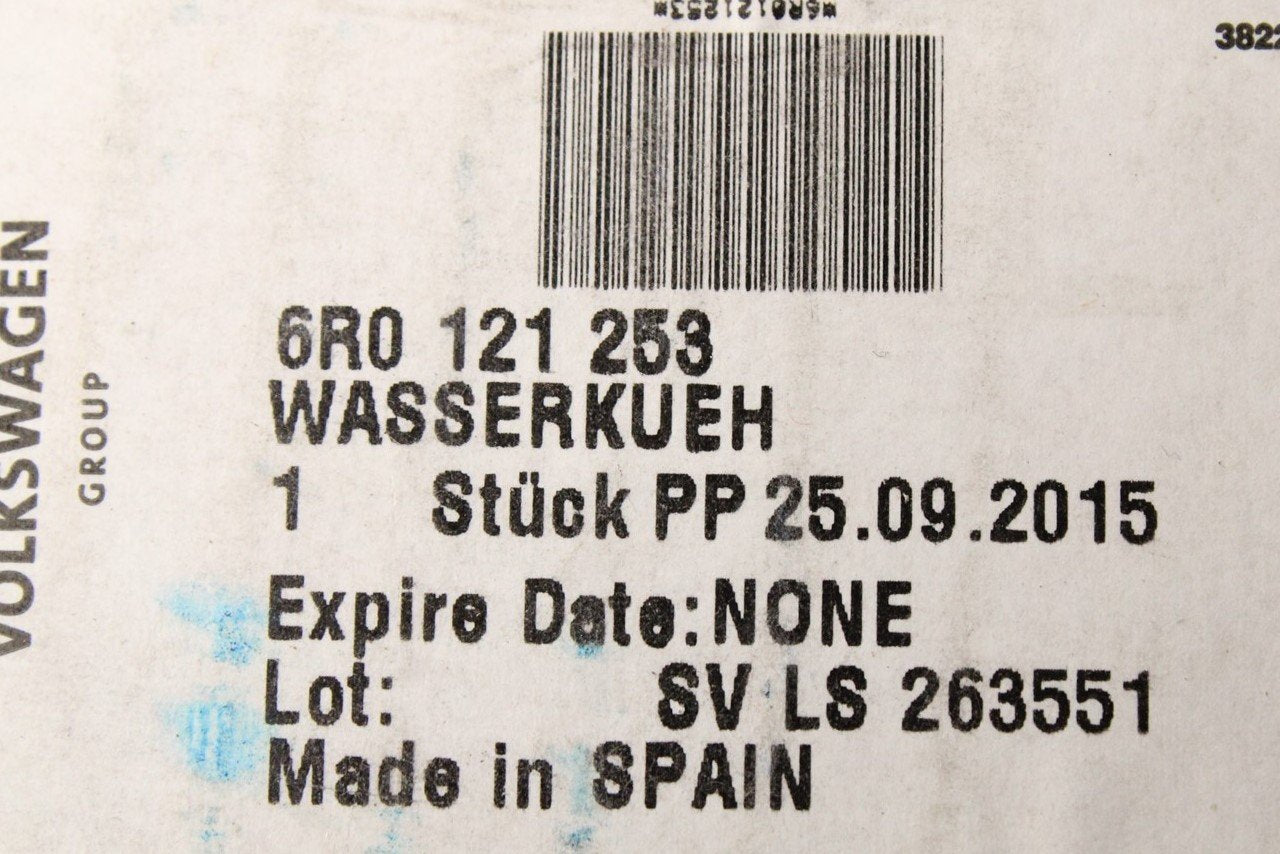 *6R0121253*
3822
6R0 121 253
WASSERKUEH
1 Stück PP 25.09.2015
Expire Date:NONE
Lot: SV LS 263551
Made in SPAIN
VOLKSWAGEN
GROUP